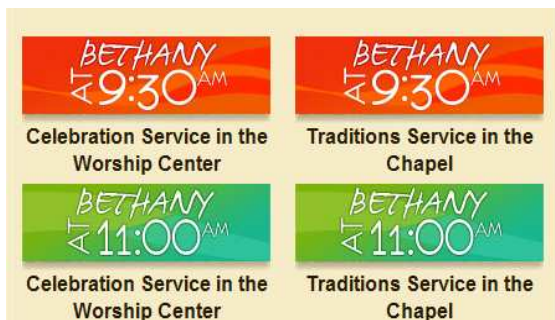 BETHANY
AT 9:30 AM
Celebration Service in the
Worship Center
BETHANY
AT 9:30 AM
Traditions Service in the
Chapel
BETHANY
AT 11:00 AM
Celebration Service in the
Worship Center
BETHANY
AT 11:00 AM
Traditions Service in the
Chapel